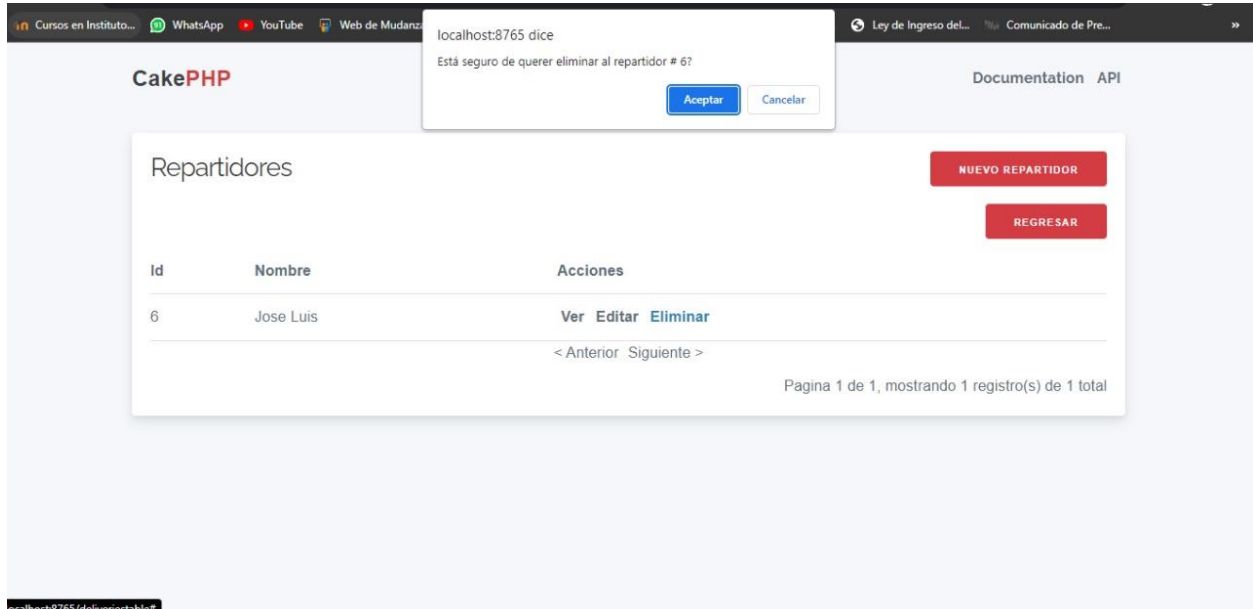 Cursos en Instituto... WhatsApp YouTube Web de Ley de Ingreso del... Comunicado de Pre... »
localhost:8765 dice
Está seguro de querer eliminar al repartidor # 6?
Aceptar Cancelar
CakePHP Documentation API
Repartidores NUEVO REPARTIDOR
REGRESAR
Id Nombre Acciones
6 Jose Luis Ver Editar Eliminar
< Anterior Siguiente >
Pagina 1 de 1, mostrando 1 registro(s) de 1 total